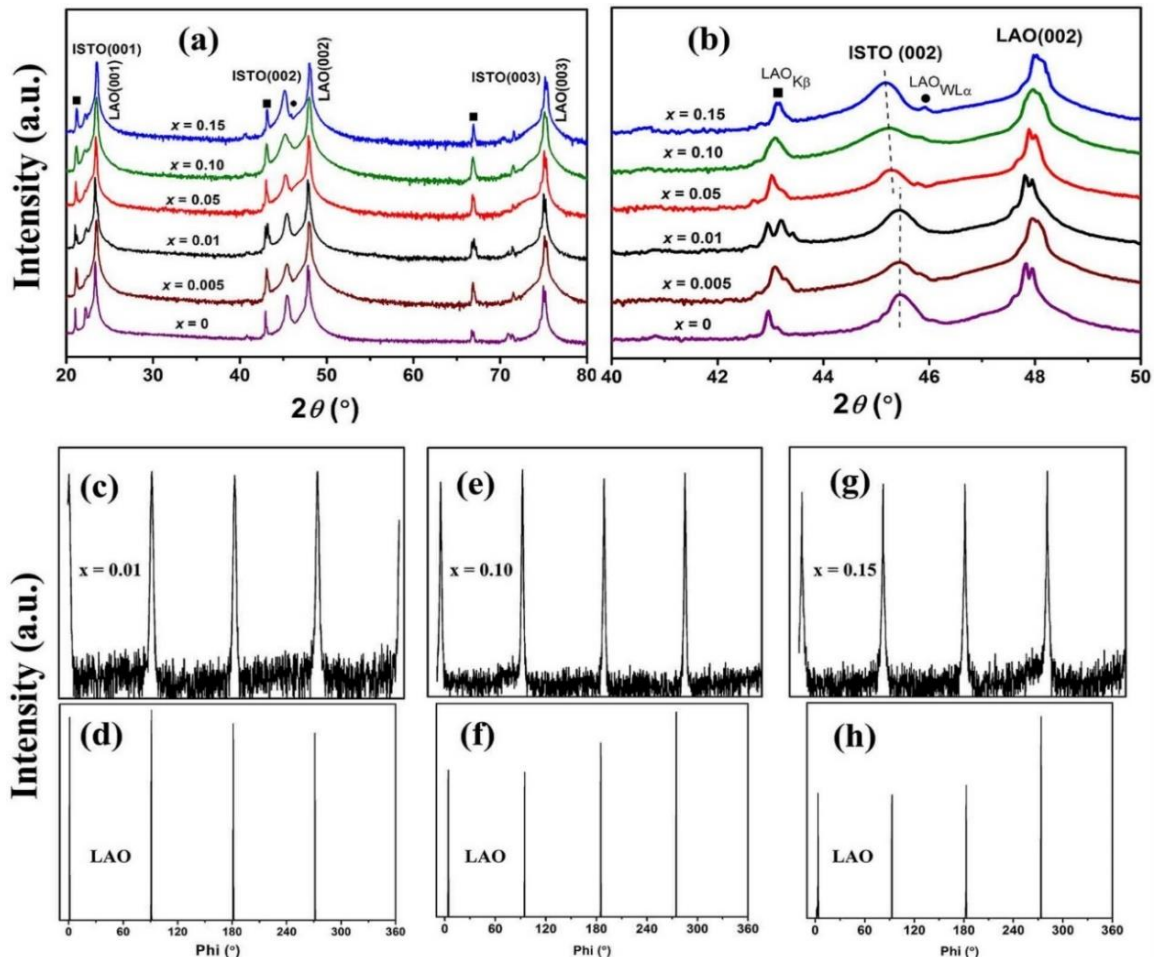 (a)
ISTO(001)
LAO(001)
ISTO(002)
LAO(002)
ISTO(003)
LAO(003)
x = 0.15
x = 0.10
x = 0.05
x = 0.01
x = 0.005
x = 0
20 30 40 50 60 70 80
2θ (°)
Intensity (a.u.)
(b)
LAO(002)
ISTO (002)
LAO Kβ
LAO WLα
x = 0.15
x = 0.10
x = 0.05
x = 0.01
x = 0.005
x = 0
40 42 44 46 48 50
2θ (°)
(c)
x = 0.01
(e)
x = 0.10
(g)
x = 0.15
Intensity (a.u.)
(d)
LAO
0 60 120 180 240 300 360
Phi (°)
(f)
LAO
0 60 120 180 240 300 360
Phi (°)
(h)
LAO
0 60 120 180 240 300 360
Phi (°)